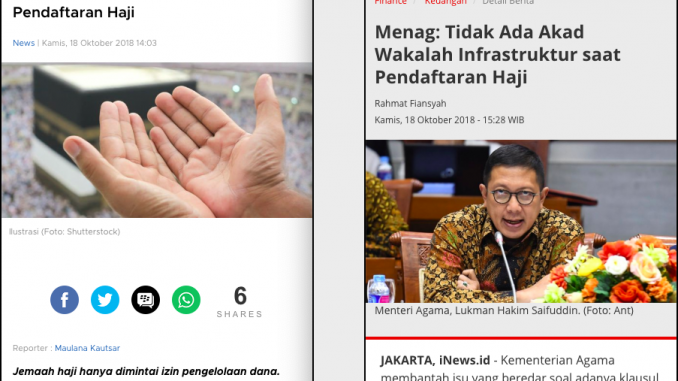 Pendaftaran Haji
News | Kamis, 18 Oktober 2018 14:03
Ilustrasi (Foto: Shutterstock)
6
SHARES
Reporter : Maulana Kautsar
Jemaah haji hanya dimintai izin pengelolaan dana.
Finance > Keuangan > Detail Berita
Menag: Tidak Ada Akad
Wakalah Infrastruktur saat
Pendaftaran Haji
Rahmat Fiansyah
Kamis, 18 Oktober 2018 - 15:28 WIB
Menteri Agama, Lukman Hakim Saifuddin. (Foto: Ant)
JAKARTA, iNews.id - Kementerian Agama
membantah isu yang beredar soal adanya klausul